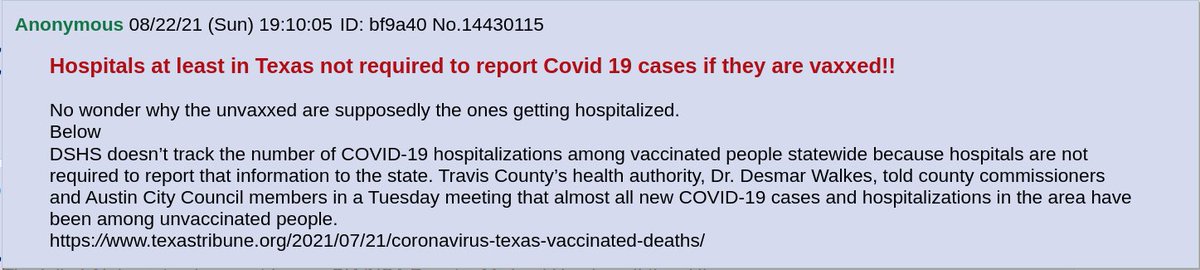 Anonymous 08/22/21 (Sun) 19:10:05 ID: bf9a40 No.14430115
Hospitals at least in Texas not required to report Covid 19 cases if they are vaxxed!!
No wonder why the unvaxxed are supposedly the ones getting hospitalized.
Below
DSHS doesn’t track the number of COVID-19 hospitalizations among vaccinated people statewide because hospitals are not
required to report that information to the state. Travis County’s health authority, Dr. Desmar Walkes, told county commissioners
and Austin City Council members in a Tuesday meeting that almost all new COVID-19 cases and hospitalizations in the area have
been among unvaccinated people.
https://www.texastribune.org/2021/07/21/coronavirus-texas-vaccinated-deaths/